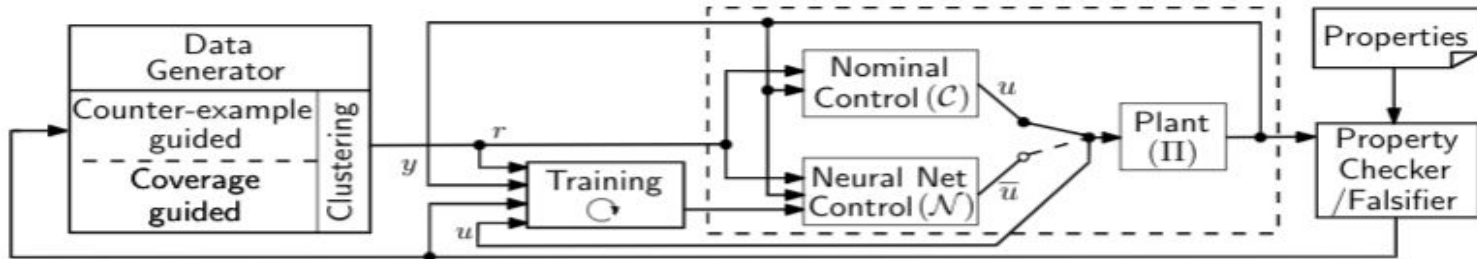 Data
Generator
Counter-example
guided
Coverage
guided
Clustering
r
y
u
Training
Nominal
Control (𝒞)
u
Neural Net
Control (𝒩)
u̅
Plant
(Π)
Properties
Property
Checker
/Falsifier